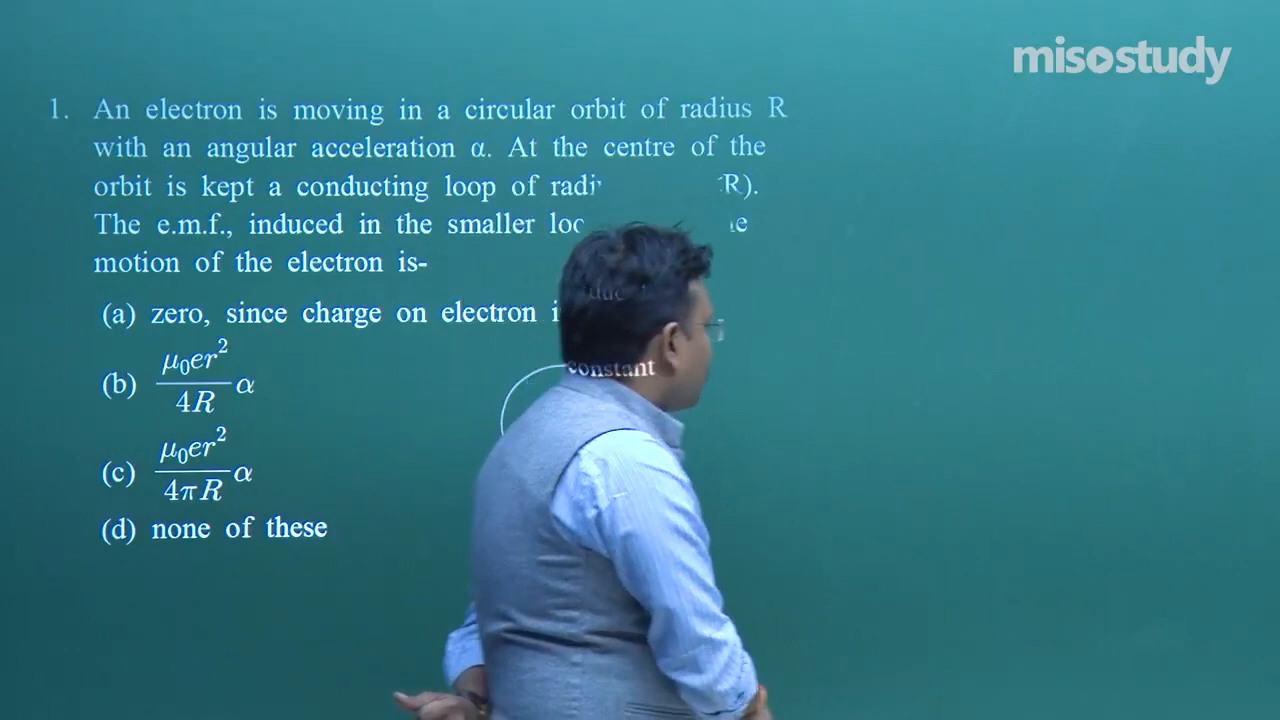 misostudy
1. An electron is moving in a circular orbit of radius R
with an angular acceleration α. At the centre of the
orbit is kept a conducting loop of R).
The e.m.f., induced in the smaller
motion of the electron is-
(a) zero, since charge on electron
constant
(b) μ₀er²/4R α
(c) μ₀er²/4πR α
(d) none of these